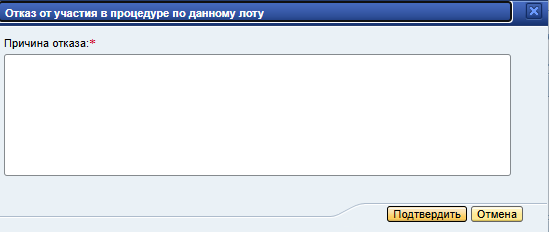 Отказ от участия в процедуре по данному лоту
Причина отказа:*
Подтвердить Отмена